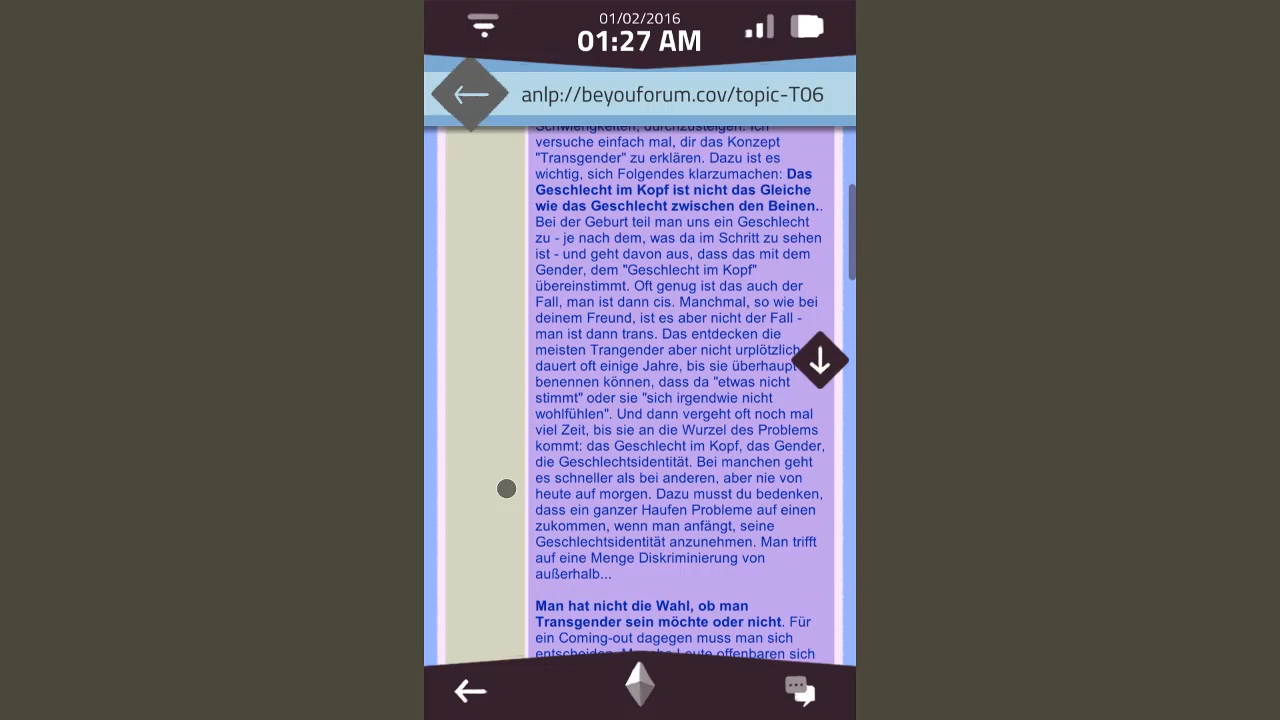 01/02/2016
01:27 AM
anlp://beyouforum.cov/topic-T06
Schwierigkeiten, durchzusteigen. Ich
versuche einfach mal, dir das Konzept
"Transgender" zu erklären. Dazu ist es
wichtig, sich Folgendes klarzumachen: Das
Geschlecht im Kopf ist nicht das Gleiche
wie das Geschlecht zwischen den Beinen..
Bei der Geburt teil man uns ein Geschlecht
zu - je nach dem, was da im Schritt zu sehen
ist - und geht davon aus, dass das mit dem
Gender, dem "Geschlecht im Kopf"
übereinstimmt. Oft genug ist das auch der
Fall, man ist dann cis. Manchmal, so wie bei
deinem Freund, ist es aber nicht der Fall -
man ist dann trans. Das entdecken die
meisten Trangender aber nicht urplötzlich
dauert oft einige Jahre, bis sie überhaupt
benennen können, dass da "etwas nicht
stimmt" oder sie "sich irgendwie nicht
wohlfühlen". Und dann vergeht oft noch mal
viel Zeit, bis sie an die Wurzel des Problems
kommt: das Geschlecht im Kopf, das Gender,
die Geschlechtsidentität. Bei manchen geht
es schneller als bei anderen, aber nie von
heute auf morgen. Dazu musst du bedenken,
dass ein ganzer Haufen Probleme auf einen
zukommen, wenn man anfängt, seine
Geschlechtsidentität anzunehmen. Man trifft
auf eine Menge Diskriminierung von
außerhalb...
Man hat nicht die Wahl, ob man
Transgender sein möchte oder nicht. Für
ein Coming-out dagegen muss man sich
entscheiden. Manche Leute offenbaren sich